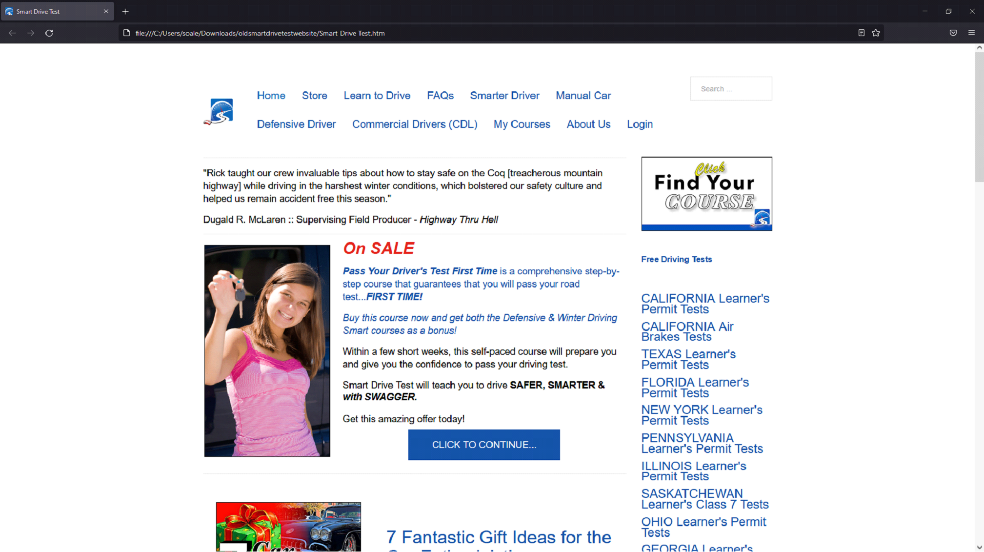 Smart Drive Test
file:///C:/Users/soale/Downloads/oldsmartdrivetestwebsite/Smart Drive Test.htm
Home Store Learn to Drive FAQs Smarter Driver Manual Car
Defensive Driver Commercial Drivers (CDL) My Courses About Us Login
Search ...
"Rick taught our crew invaluable tips about how to stay safe on the Coq [treacherous mountain
highway] while driving in the harshest winter conditions, which bolstered our safety culture and
helped us remain accident free this season."
Dugald R. McLaren :: Supervising Field Producer - Highway Thru Hell
On SALE
Pass Your Driver's Test First Time is a comprehensive step-by-
step course that guarantees that you will pass your road
test...FIRST TIME!
Buy this course now and get both the Defensive & Winter Driving
Smart courses as a bonus!
Within a few short weeks, this self-paced course will prepare you
and give you the confidence to pass your driving test.
Smart Drive Test will teach you to drive SAFER, SMARTER &
with SWAGGER.
Get this amazing offer today!
CLICK TO CONTINUE...
7 Fantastic Gift Ideas for the
Click
Find Your
COURSE
Free Driving Tests
CALIFORNIA Learner's
Permit Tests
CALIFORNIA Air
Brakes Tests
TEXAS Learner's
Permit Tests
FLORIDA Learner's
Permit Tests
NEW YORK Learner's
Permit Tests
PENNSYLVANIA
Learner's Permit Tests
ILLINOIS Learner's
Permit Tests
SASKATCHEWAN
Learner's Class 7 Tests
OHIO Learner's Permit
Tests
GEORGIA Learner's